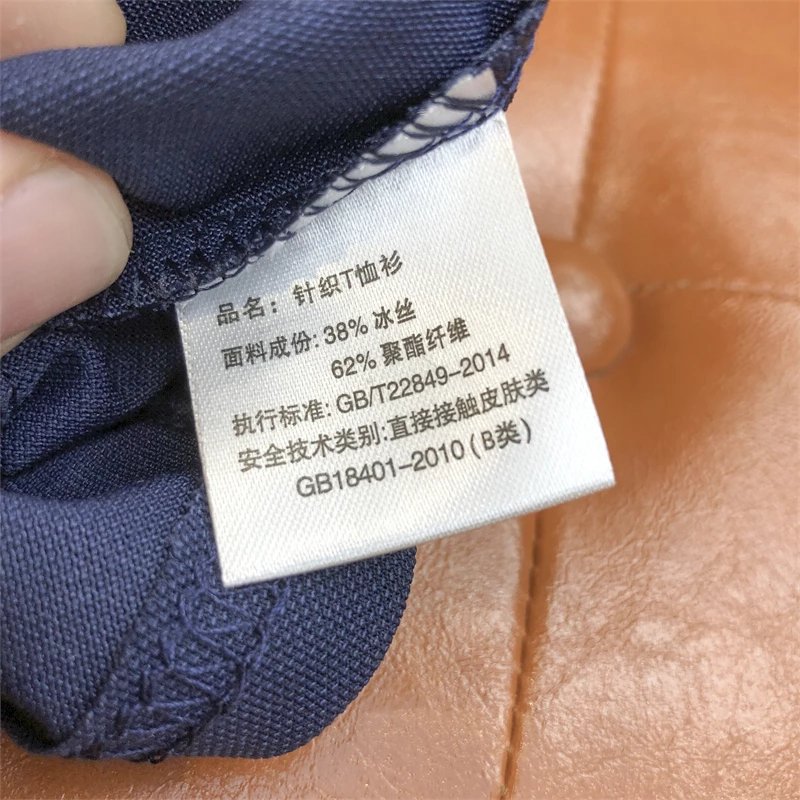 品名：针织T恤衫
面料成份:38% 冰丝
62% 聚酯纤维
执行标准:GB/T22849-2014
安全技术类别:直接接触皮肤类
GB18401-2010(B类)